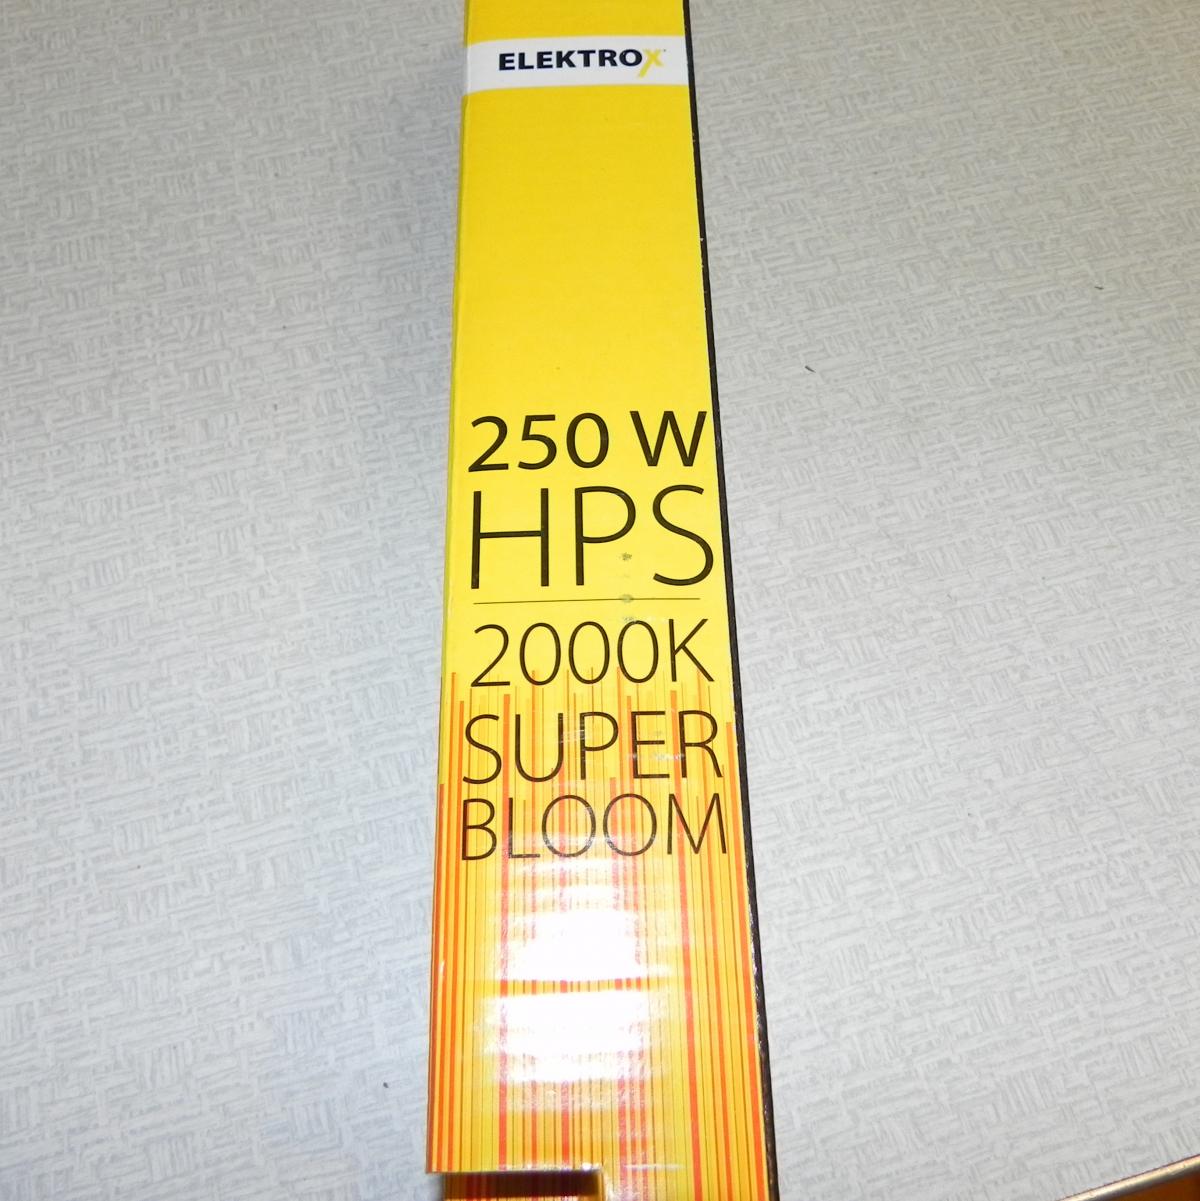 ELEKTROX
250 W
HPS
2000K
SUPER
BLOOM